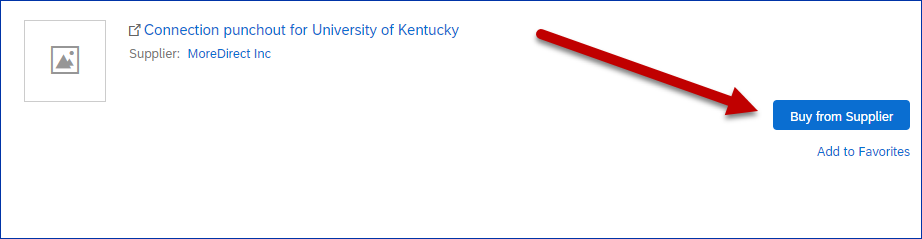 Connection punchout for University of Kentucky
Supplier: MoreDirect Inc
Buy from Supplier
Add to Favorites